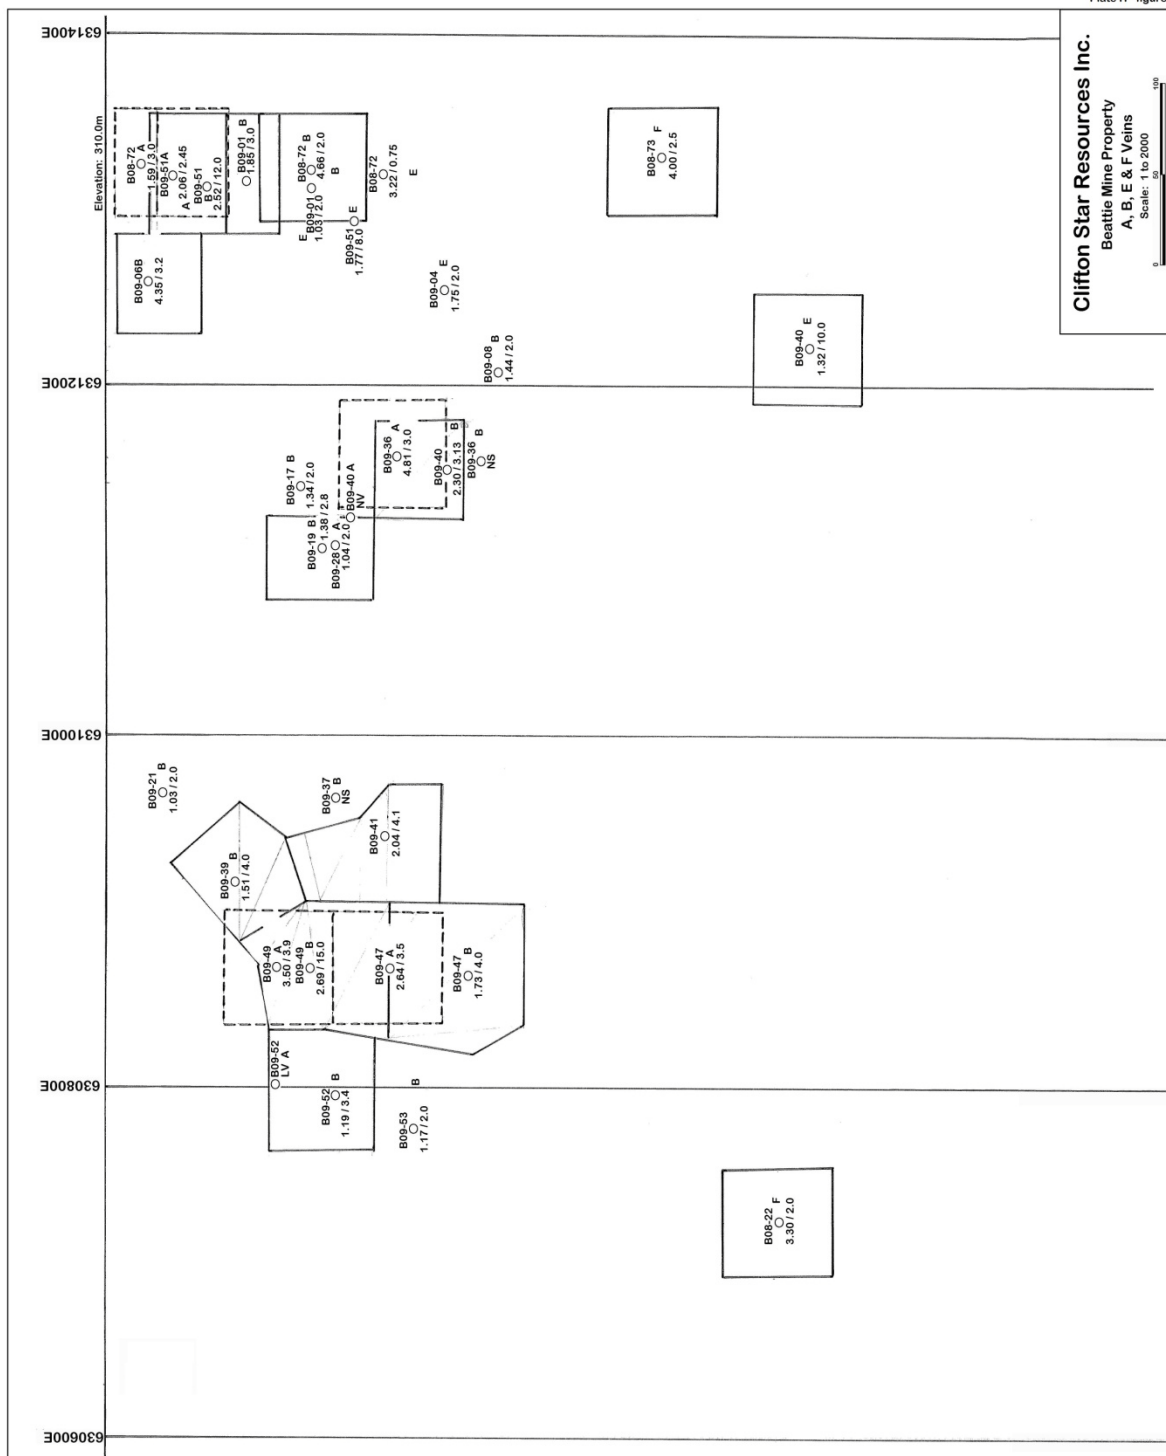 631400E
Elevation: 310.0m
B08-72 A
1.59 / 3.0
B09-51A
A 2.06 / 2.45
B09-51
B
2.52 / 12.0
B09-01 B
1.85 / 3.0
B08-72 B
4.66 / 2.0
B
B09-01
E 1.03 / 2.0
B08-72
3.22 / 0.75
E
B09-51 E
1.77 / 8.0
B09-06B
4.35 / 3.2
B09-04 E
1.75 / 2.0
B09-08 B
1.44 / 2.0
B08-73 F
4.00 / 2.5
B09-40 E
1.32 / 10.0
631200E
B09-17 B
1.34 / 2.0
B09-19 B
1.38 / 2.8
B09-28 A
1.04 / 2.0
B09-40 A
NV
B09-36 A
4.81 / 3.0
B09-40 B
2.30 / 3.13
B09-36 B
NS
631000E
B09-21 B
1.03 / 2.0
B09-37 B
NS
B09-39 B
1.51 / 4.0
B09-41
2.04 / 4.1
B09-49 A
3.50 / 3.9
B09-49 B
2.69 / 15.0
B09-47 A
2.64 / 3.5
B09-47 B
1.73 / 4.0
630800E
B09-52
LV A
B09-52 B
1.19 / 3.4
B09-53 B
1.17 / 2.0
B08-22 F
3.30 / 2.0
630600E
Clifton Star Resources Inc.
Beattie Mine Property
A, B, E & F Veins
Scale: 1 to 2000
0 50 100